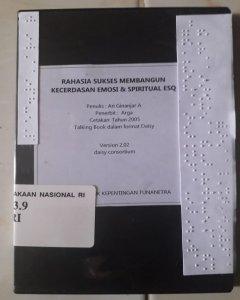 RAHASIA SUKSES MEMBANGUN
KECERDASAN EMOSI & SPIRITUAL ESQ
Penulis : Ari Ginanjar A
Penerbit : Arga
Cetakan Tahun 2005
Talking Book dalam format Daisy
Version 2.02
daisy consortium
KEPENTINGAN TUNANETRA
AKAAN NASIONAL RI
3.9
RI